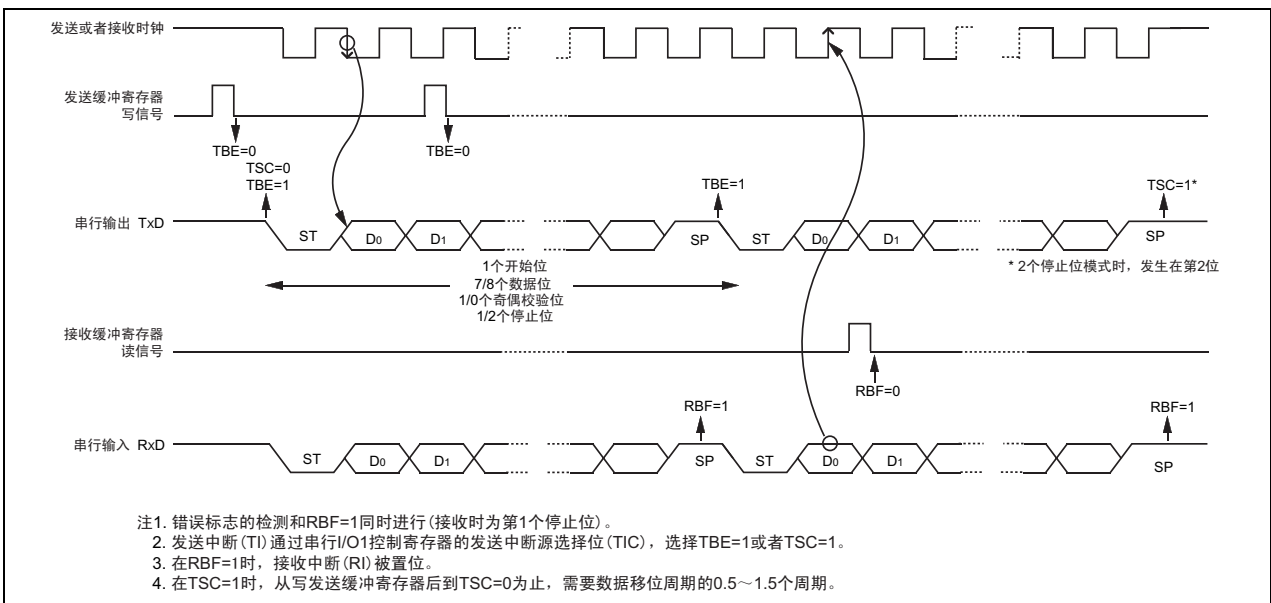 发送或者接收时钟
发送缓冲寄存器
写信号
TBE=0
TBE=0
TSC=0
TBE=1
TBE=1
TSC=1*
串行输出 TxD
ST
D0
D1
SP
ST
D0
D1
SP
1个开始位
7/8个数据位
1/0个奇偶校验位
1/2个停止位
* 2个停止位模式时，发生在第2位
接收缓冲寄存器
读信号
RBF=0
RBF=1
RBF=1
串行输入 RxD
ST
D0
D1
SP
ST
D0
D1
SP
注1. 错误标志的检测和RBF=1同时进行(接收时为第1个停止位)。
2. 发送中断(TI)通过串行I/O1控制寄存器的发送中断源选择位(TIC)，选择TBE=1或者TSC=1。
3. 在RBF=1时，接收中断(RI)被置位。
4. 在TSC=1时，从写发送缓冲寄存器后到TSC=0为止，需要数据移位周期的0.5～1.5个周期。